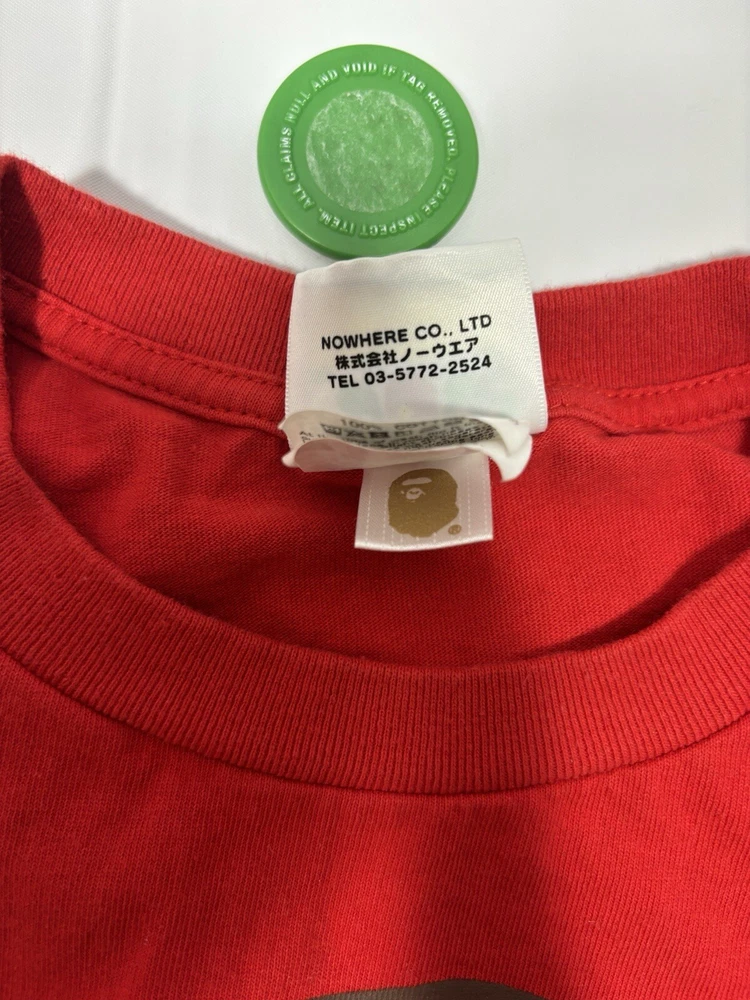 ALL CLAIMS NULL AND VOID IF TAG REMOVED. PLEASE INSPECT ITEM.
NOWHERE CO., LTD
株式会社ノーウエア
TEL 03-5772-2524
100%
®